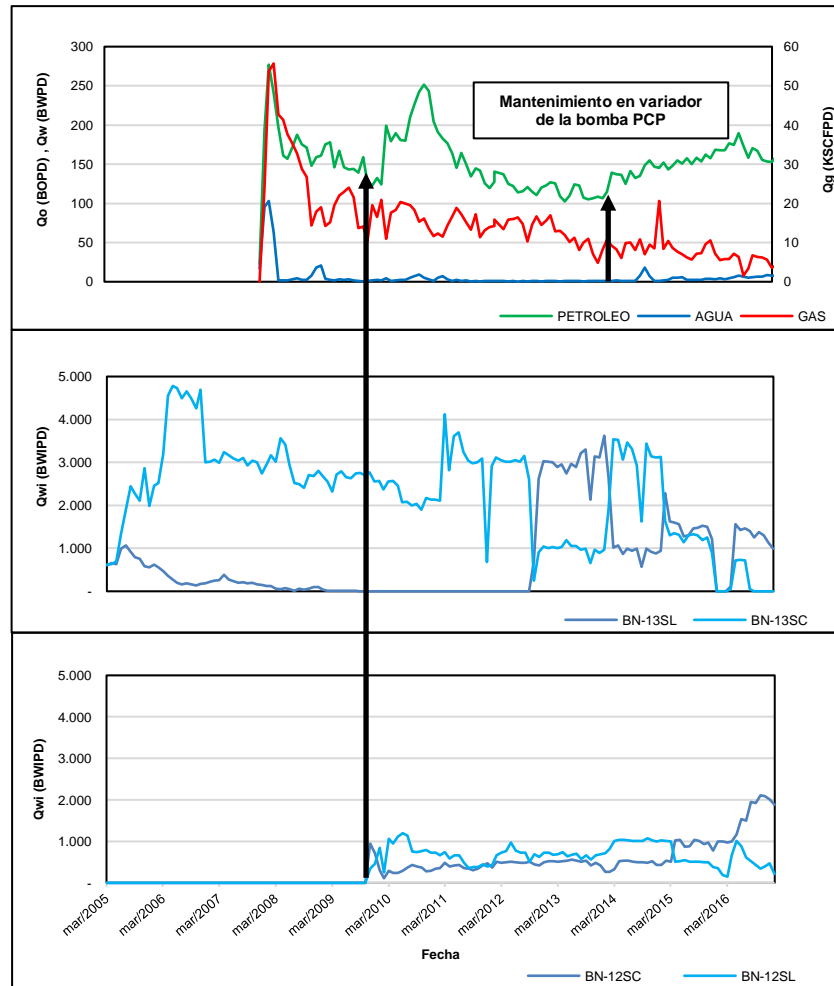 300
250
200
150
100
50
0
Qo (BOPD) , Qw (BWPD)
60
50
40
30
20
10
0
Qg (KSCFPD)
Mantenimiento en variador
de la bomba PCP
PETROLEO AGUA GAS
5.000
4.000
3.000
2.000
1.000
-
Qwi (BWIPD)
BN-13SL BN-13SC
5.000
4.000
3.000
2.000
1.000
-
Qwi (BWIPD)
mar/2005 mar/2006 mar/2007 mar/2008 mar/2009 mar/2010 mar/2011 mar/2012 mar/2013 mar/2014 mar/2015 mar/2016
Fecha
BN-12SC BN-12SL